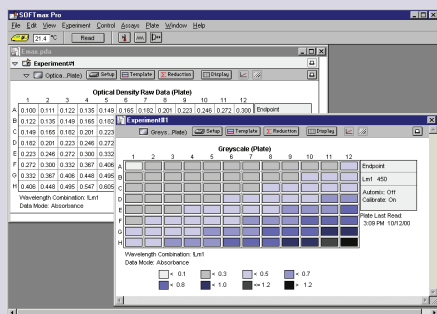 SOFTmax Pro
File Edit View Experiment Control Assays Plate Window Help
21.4 °C Read
Emax.pda
Experiment#1
Optica...Plate) Setup Template Reduction Display
Optical Density Raw Data (Plate)
1 2 3 4 5 6 7 8 9 10 11 12
A 0.100 0.111 0.122 0.135 0.149 0.165 0.182 0.201 0.223 0.246 0.272 0.300 Endpoint
B 0.122 0.135 0.149 0.165 0.182
C 0.149 0.165 0.182 0.201 0.223
D 0.182 0.201 0.223 0.246 0.272
E 0.223 0.246 0.272 0.300 0.332
F 0.272 0.300 0.332 0.367 0.406
G 0.332 0.367 0.406 0.448 0.495
H 0.406 0.448 0.495 0.547 0.605
Wavelength Combination: !Lm1
Data Mode: Absorbance
Experiment#1
Greys...Plate) Setup Template Reduction Display
Greyscale (Plate)
1 2 3 4 5 6 7 8 9 10 11 12
A
B
C
D
E
F
G
H
Endpoint
Lm1 450
Automix: Off
Calibrate: On
Plate Last Read:
3:09 PM 10/12/00
Wavelength Combination: !Lm1
Data Mode: Absorbance
< 0.1 < 0.3 < 0.5 < 0.7
< 0.8 < 1.0 <= 1.2 > 1.2